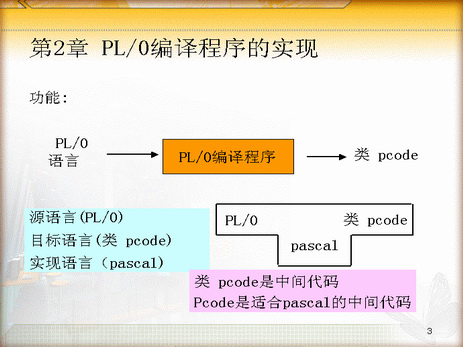 第2章 PL/0编译程序的实现
功能:
PL/0
语言
PL/0编译程序
类 pcode
源语言(PL/0)
目标语言(类 pcode)
实现语言（pascal)
PL/0
类 pcode
pascal
类 pcode是中间代码
Pcode是适合pascal的中间代码
3